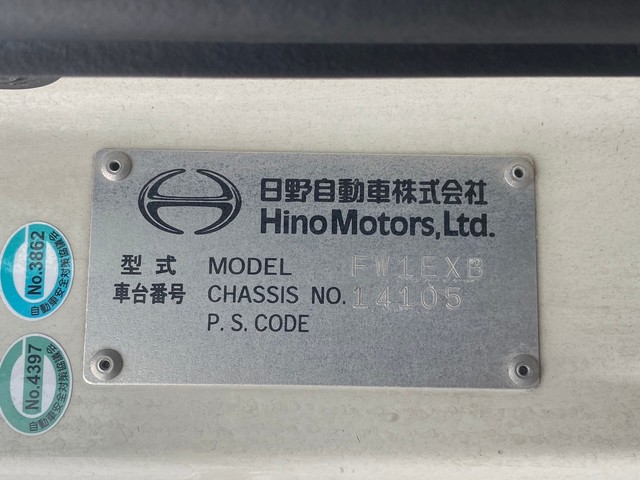 日野自動車株式会社
Hino Motors, Ltd.
型式 MODEL FW1EXB
車台番号 CHASSIS NO. 14105
P.S. CODE
No.3862
No.4397